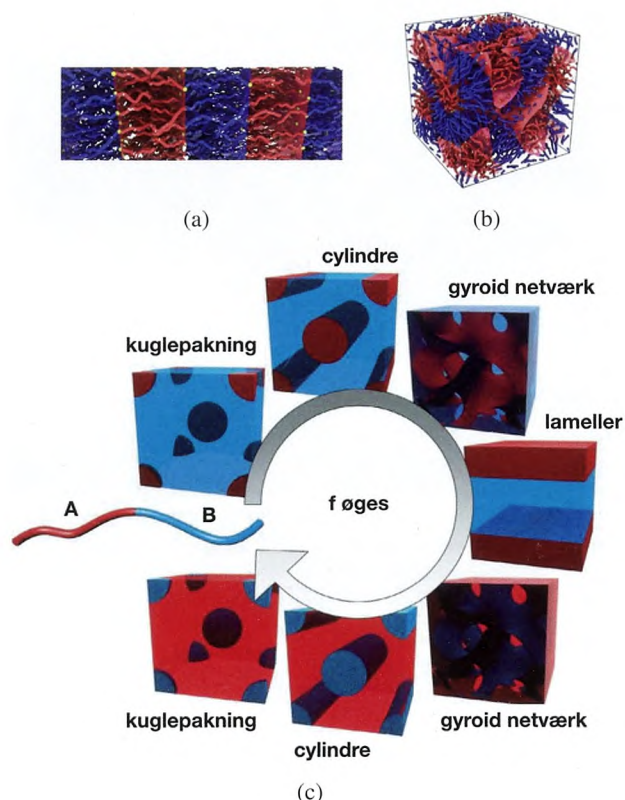 (a)
(b)
cylindre
gyroid netværk
kuglepakning
lameller
A
B
f øges
kuglepakning
cylindre
gyroid netværk
(c)